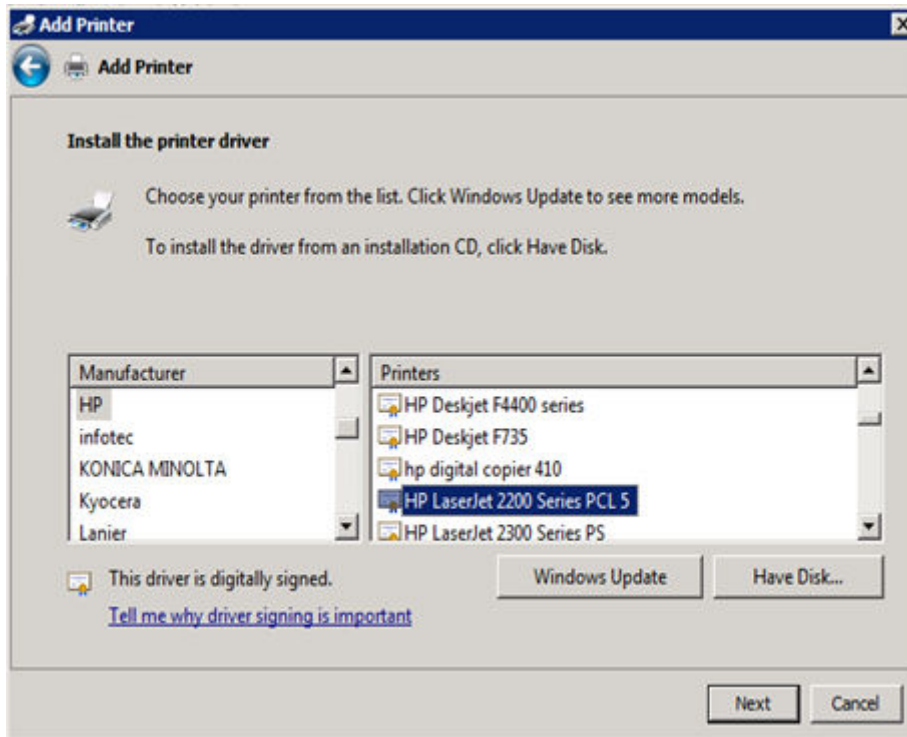 Add Printer
Add Printer
Install the printer driver
Choose your printer from the list. Click Windows Update to see more models.
To install the driver from an installation CD, click Have Disk.
Manufacturer
HP
infotec
KONICA MINOLTA
Kyocera
Lanier
Printers
HP Deskjet F4400 series
HP Deskjet F735
hp digital copier 410
HP LaserJet 2200 Series PCL 5
HP LaserJet 2300 Series PS
This driver is digitally signed.
Tell me why driver signing is important
Windows Update
Have Disk...
Next
Cancel